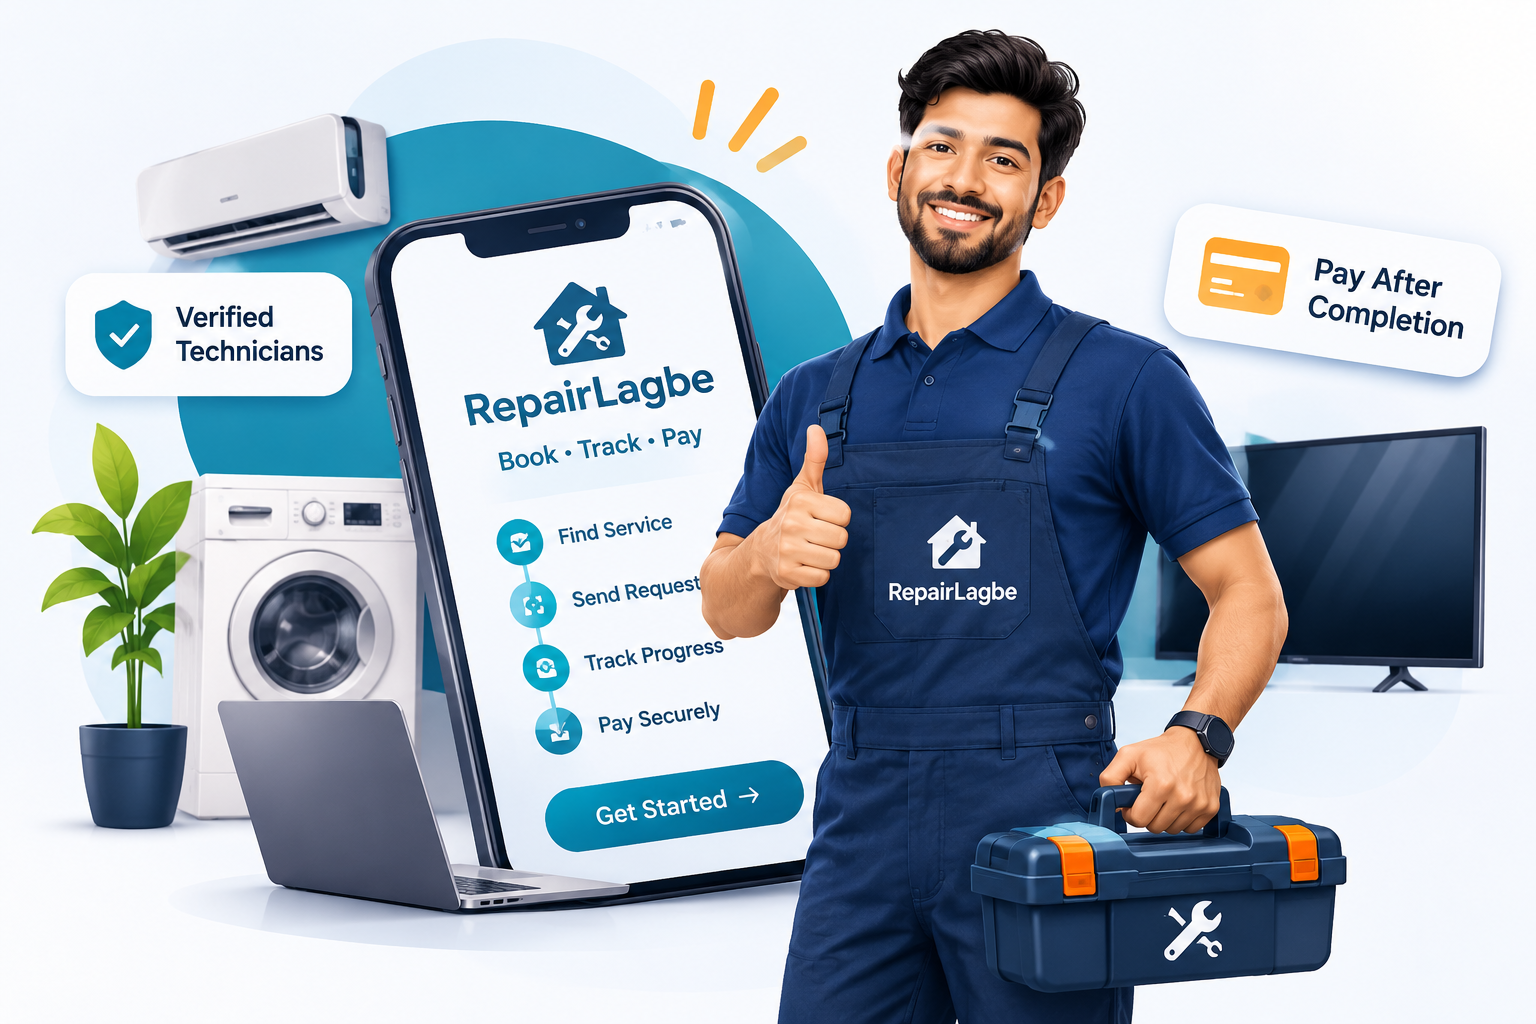 Verified
Technicians
RepairLagbe
Book • Track • Pay
Find Service
Send Request
Track Progress
Pay Securely
Get Started →
Pay After
Completion
RepairLagbe